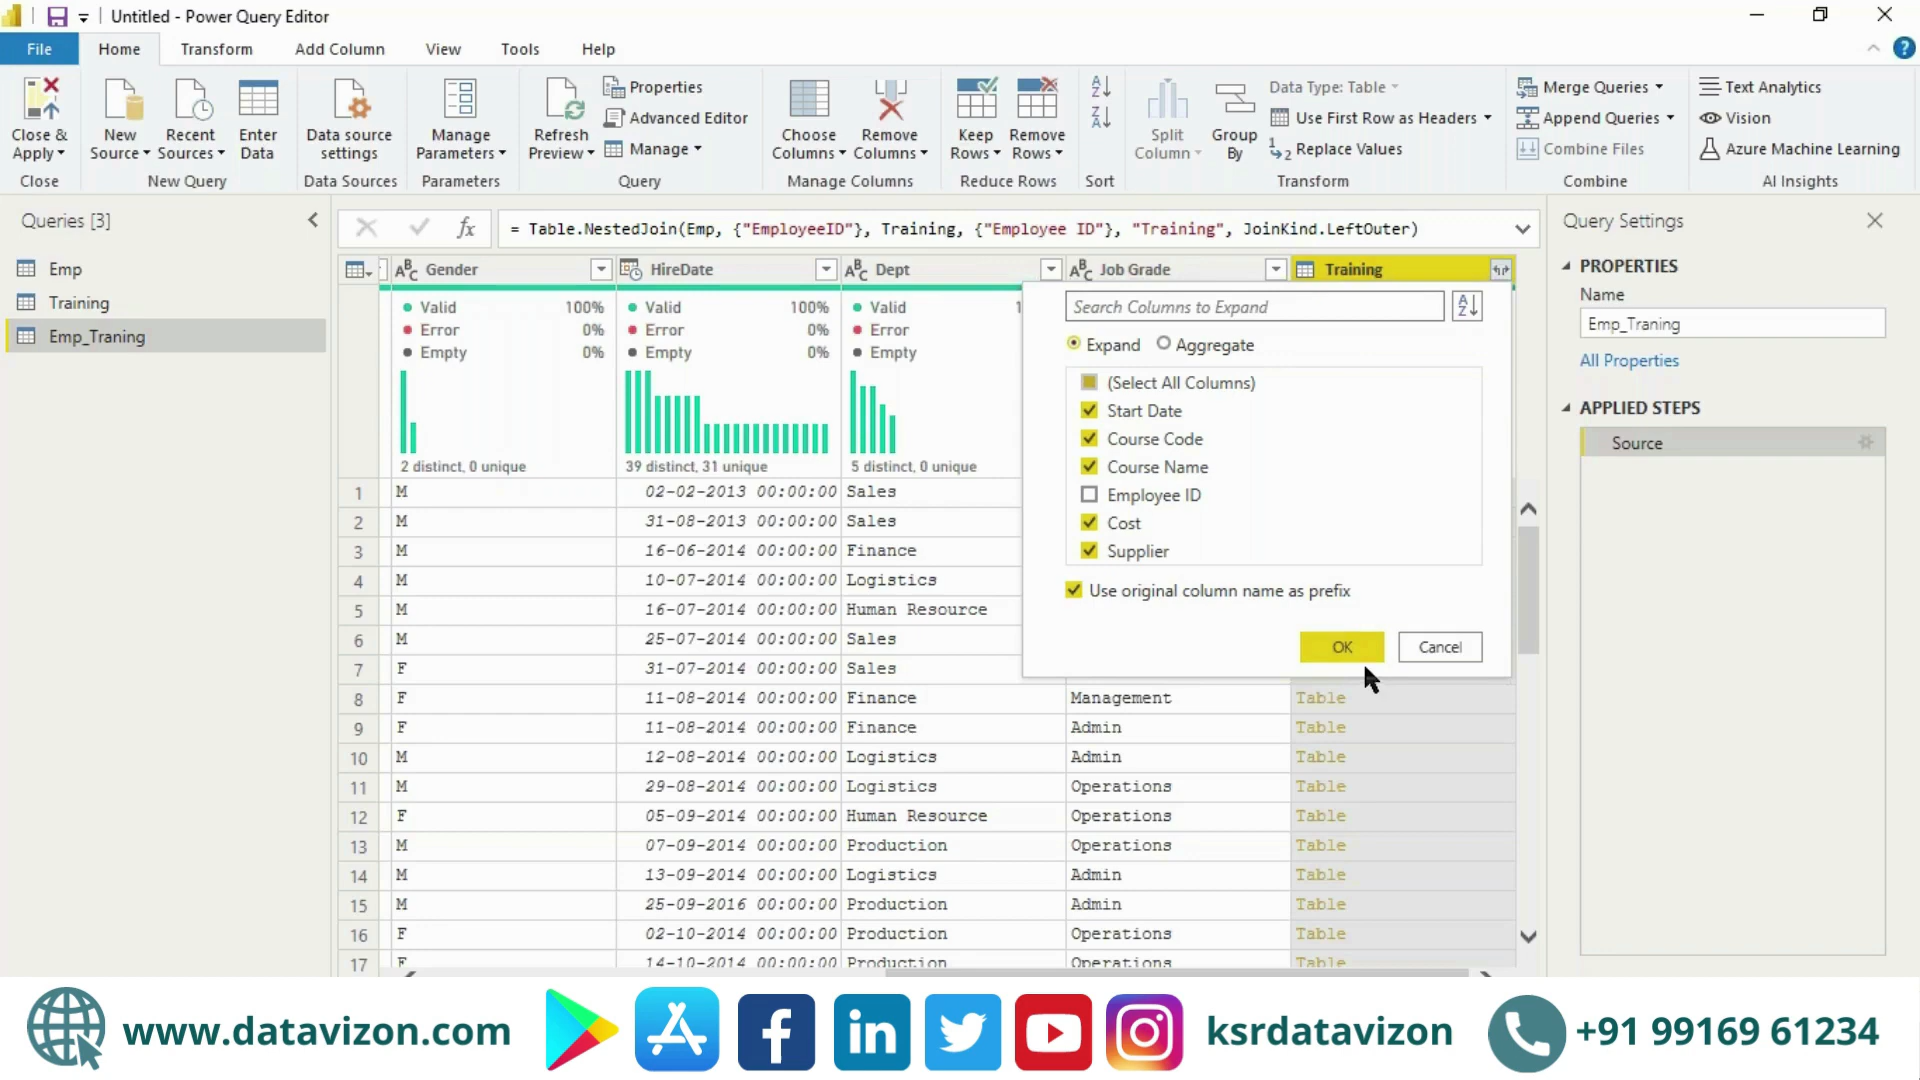 Untitled - Power Query Editor
File Home Transform Add Column View Tools Help
Close & Apply
New Source
Recent Sources
Enter Data
Data source settings
Manage Parameters
Refresh Preview
Properties
Advanced Editor
Manage
Choose Columns
Remove Columns
Keep Rows
Remove Rows
Split Column
Group By
Data Type: Table
Use First Row as Headers
Replace Values
Merge Queries
Append Queries
Combine Files
Text Analytics
Vision
Azure Machine Learning
Close New Query Data Sources Parameters Query Manage Columns Reduce Rows Sort Transform Combine AI Insights
Queries [3]
Emp
Training
Emp_Traning
fx = Table.NestedJoin(Emp, {"EmployeeID"}, Training, {"Employee ID"}, "Training", JoinKind.LeftOuter)
Gender HireDate Dept Job Grade Training
Valid 100% Valid 100% Valid 1
Error 0% Error 0% Error
Empty 0% Empty 0% Empty
2 distinct, 0 unique 39 distinct, 31 unique 5 distinct, 0 unique
1 M 02-02-2013 00:00:00 Sales
2 M 31-08-2013 00:00:00 Sales
3 M 16-06-2014 00:00:00 Finance
4 M 10-07-2014 00:00:00 Logistics
5 M 16-07-2014 00:00:00 Human Resource
6 M 25-07-2014 00:00:00 Sales
7 F 31-07-2014 00:00:00 Sales
8 F 11-08-2014 00:00:00 Finance Management Table
9 F 11-08-2014 00:00:00 Finance Admin Table
10 M 12-08-2014 00:00:00 Logistics Admin Table
11 M 29-08-2014 00:00:00 Logistics Operations Table
12 F 05-09-2014 00:00:00 Human Resource Operations Table
13 M 07-09-2014 00:00:00 Production Operations Table
14 M 13-09-2014 00:00:00 Logistics Admin Table
15 M 25-09-2016 00:00:00 Production Admin Table
16 F 02-10-2014 00:00:00 Production Operations Table
17 F 14-10-2014 00:00:00 Production Operations Table
Search Columns to Expand
Expand Aggregate
(Select All Columns)
Start Date
Course Code
Course Name
Employee ID
Cost
Supplier
Use original column name as prefix
OK Cancel
Query Settings
PROPERTIES
Name
Emp_Traning
All Properties
APPLIED STEPS
Source
www.datavizon.com ksrdatavizon +91 99169 61234